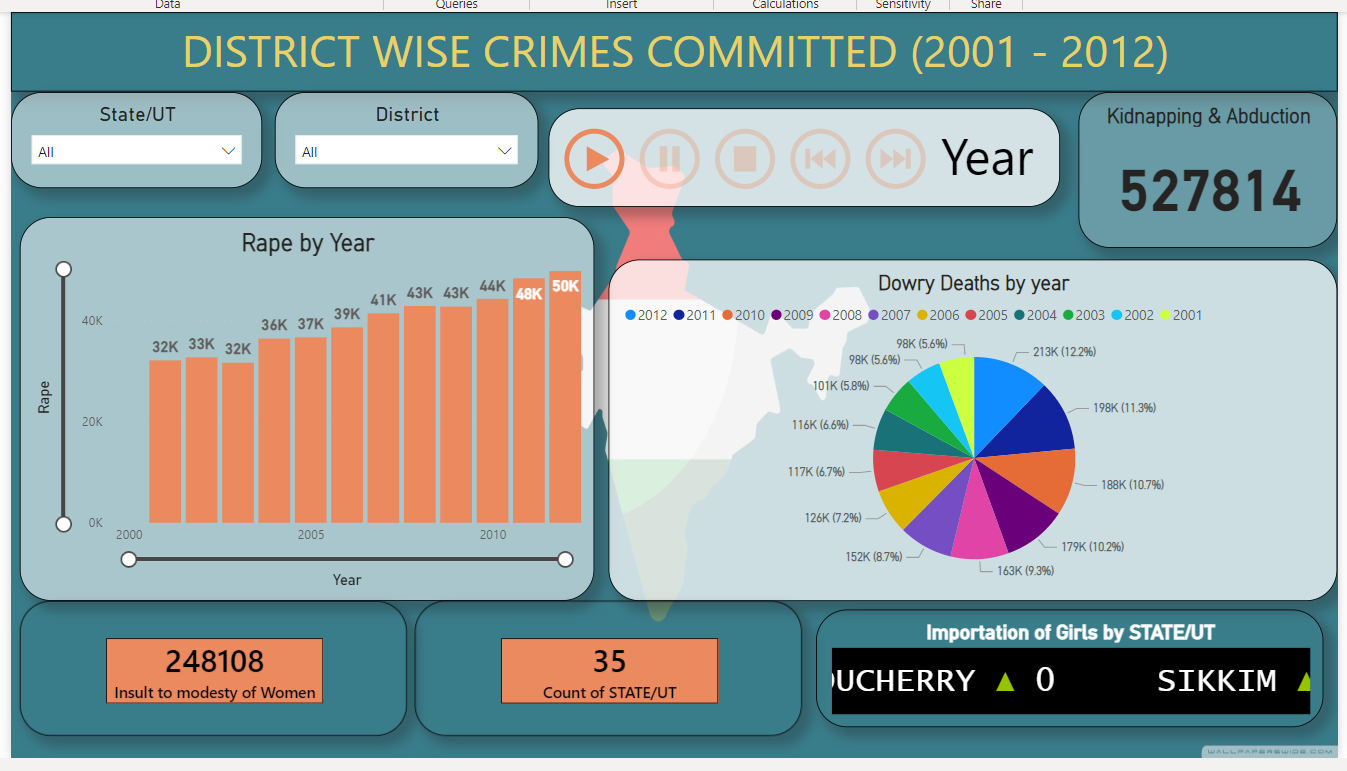 Data Queries Insert Calculations Sensitivity Share
DISTRICT WISE CRIMES COMMITTED (2001 - 2012)
State/UT
All
District
All
Year
Kidnapping & Abduction
527814
Rape by Year
Rape
40K
20K
0K
32K 33K 32K 36K 37K 39K 41K 43K 43K 44K 48K 50K
2000 2005 2010
Year
Dowry Deaths by year
2012 2011 2010 2009 2008 2007 2006 2005 2004 2003 2002 2001
213K (12.2%)
198K (11.3%)
188K (10.7%)
179K (10.2%)
163K (9.3%)
152K (8.7%)
126K (7.2%)
117K (6.7%)
116K (6.6%)
101K (5.8%)
98K (5.6%)
98K (5.6%)
248108
Insult to modesty of Women
35
Count of STATE/UT
Importation of Girls by STATE/UT
OUCHERRY ▲ 0 SIKKIM ▲
WALLPAPERSWIDE.COM